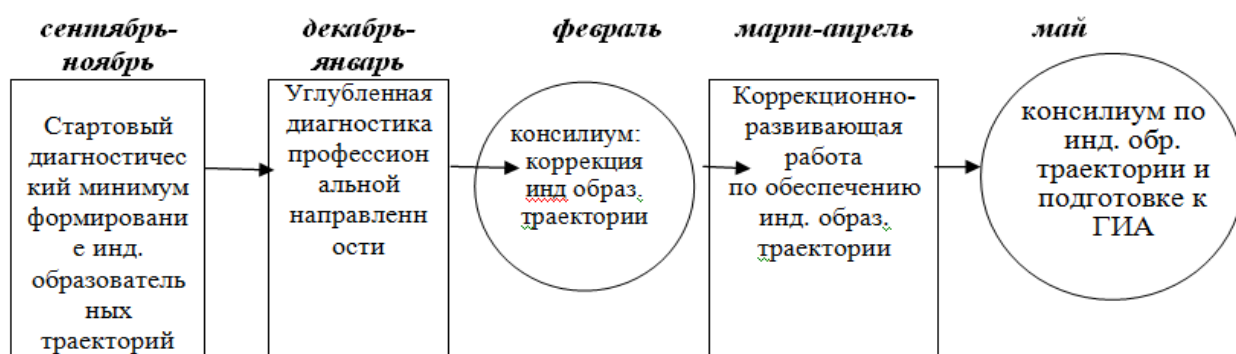 сентябрь-
ноябрь
декабрь-
январь
февраль
март-апрель
май
Стартовый
диагностичес
кий минимум
формировани
е инд.
образователь
ных
траекторий
Углубленная
диагностика
профессион
альной
направленн
ости
консилиум:
коррекция
инд образ.
траектории
Коррекционно-
развивающая
работа
по обеспечению
инд. образ.
траектории
консилиум по
инд. обр.
траектории и
подготовке к
ГИА